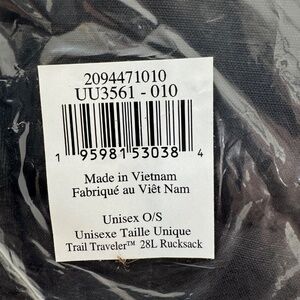 2094471010
UU3561 - 010
1 95981 53038 4
Made in Vietnam
Fabriqué au Viêt Nam
Unisex O/S
Unisexe Taille Unique
Trail Traveler™ 28L Rucksack